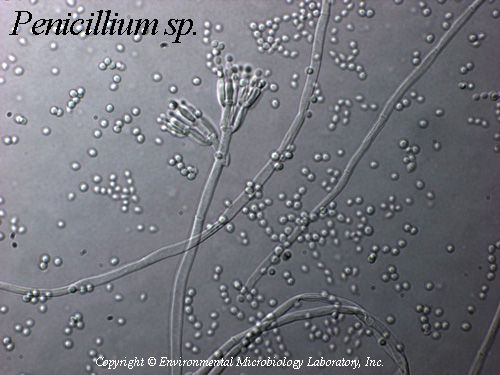 Penicillium sp.
Copyright © Environmental Microbiology Laboratory, Inc.